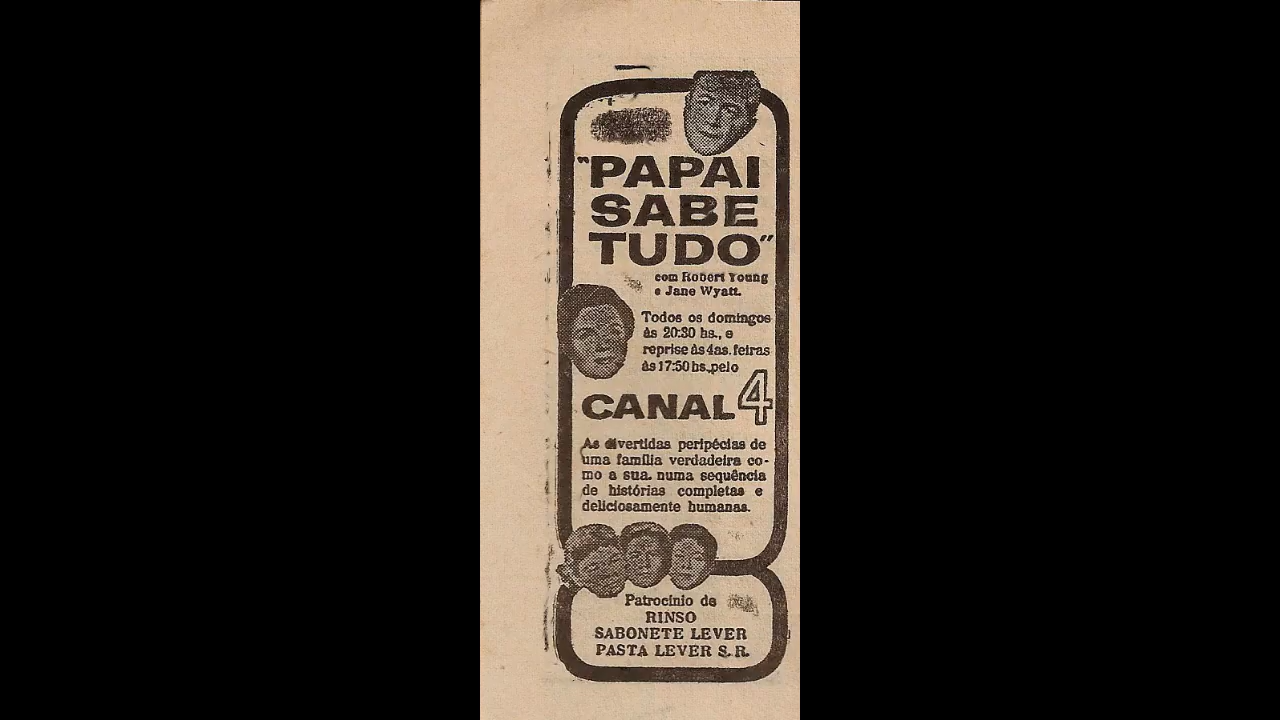 "PAPAI
SABE
TUDO"
com Robert Young
e Jane Wyatt.
Todos os domingos
às 20:30 hs., e
reprise às 4as. feiras
às 17:50 hs., pelo
CANAL 4
As divertidas peripécias de
uma família verdadeira co-
mo a sua. numa sequência
de histórias completas e
deliciosamente humanas.
Patrocínio de
RINSO
SABONETE LEVER
PASTA LEVER S. R.